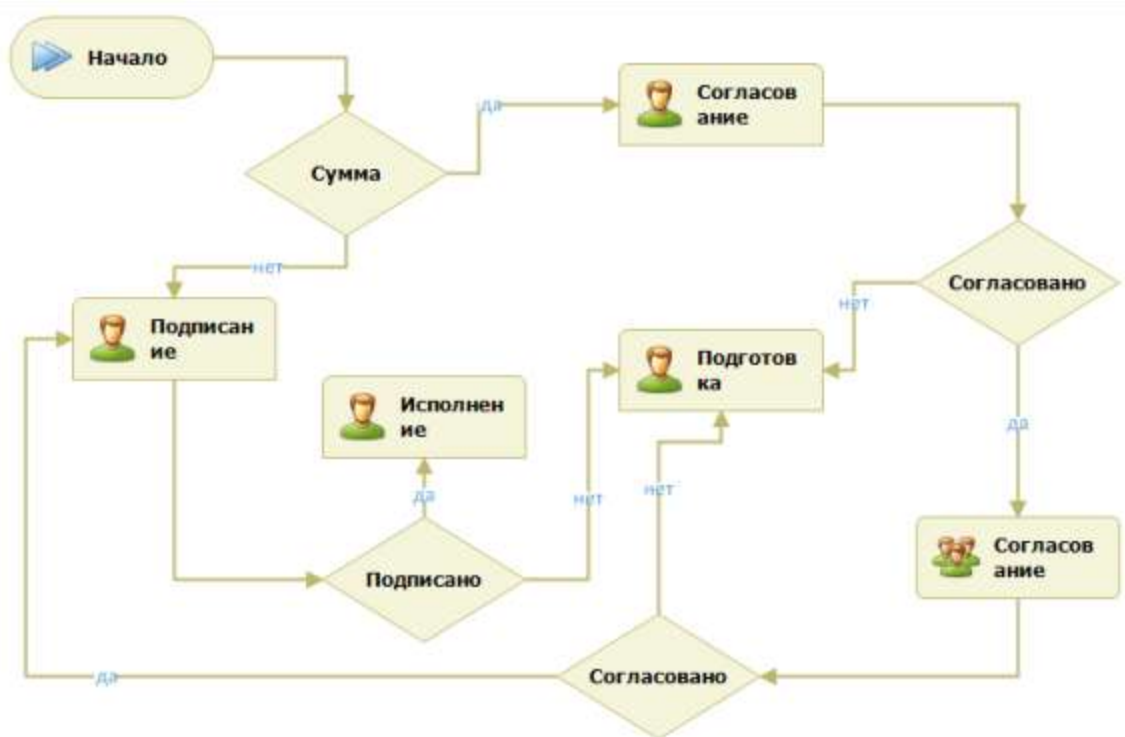 Начало
да
Согласов
ание
Сумма
нет
Согласовано
Подписан
ие
нет
Подготов
ка
Исполнен
ие
да
да
нет
нет
Согласов
ание
Подписано
Согласовано
да